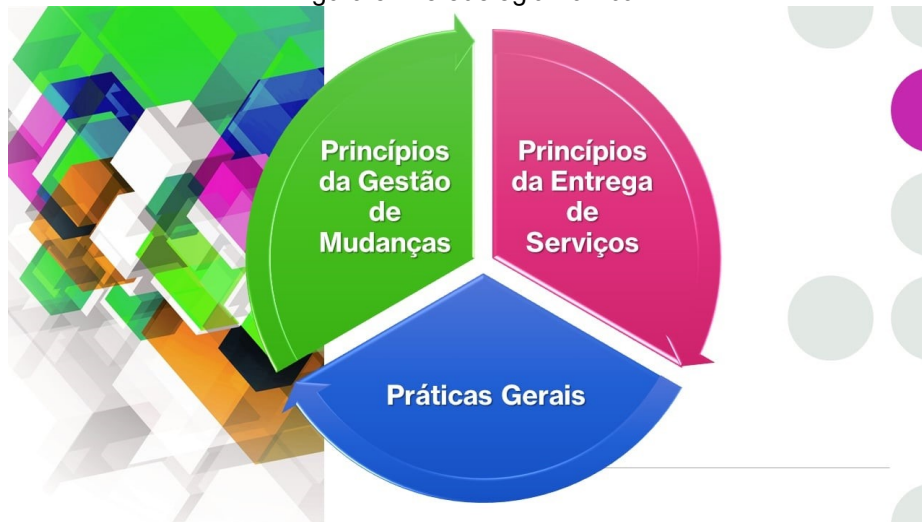 Princípios
da Gestão
de
Mudanças
Princípios
da Entrega
de
Serviços
Práticas Gerais